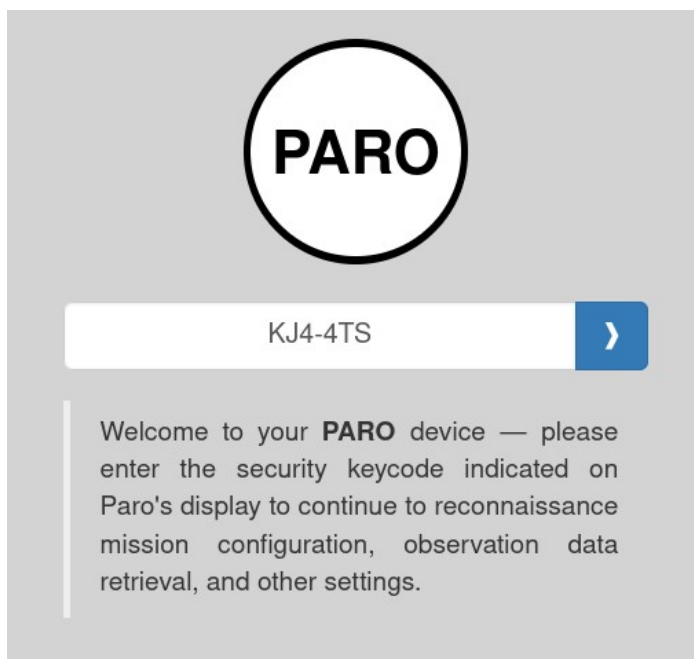 PARO
KJ4-4TS
❯
Welcome to your PARO device — please
enter the security keycode indicated on
Paro's display to continue to reconnaissance
mission configuration, observation data
retrieval, and other settings.